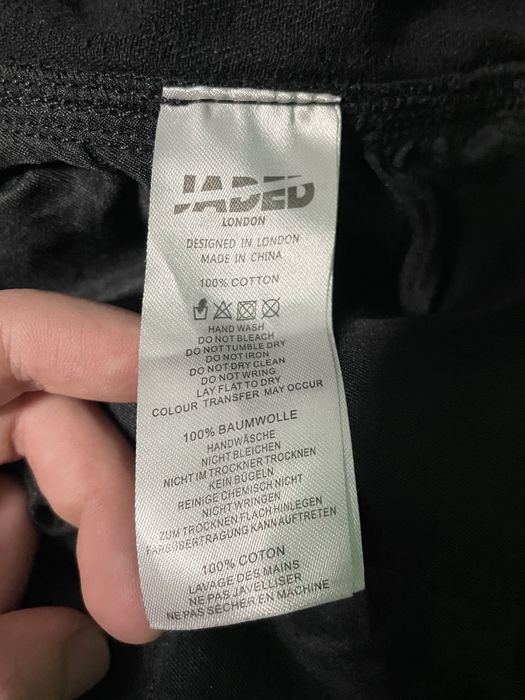 JADED
LONDON
DESIGNED IN LONDON
MADE IN CHINA
100% COTTON
HAND WASH
DO NOT BLEACH
DO NOT TUMBLE DRY
DO NOT IRON
DO NOT DRY CLEAN
DO NOT WRING
LAY FLAT TO DRY
COLOUR TRANSFER MAY OCCUR
100% BAUMWOLLE
HANDWÄSCHE
NICHT BLEICHEN
NICHT IM TROCKNER TROCKNEN
KEIN BÜGELN
REINIGE CHEMISCH NICHT
NICHT WRINGEN
ZUM TROCKNEN FLACH HINLEGEN
FARBÜBERTRAGUNG KANN AUFTRETEN
100% COTON
LAVAGE DES MAINS
NE PAS JAVELLISER
NE PAS SÉCHER EN MACHINE